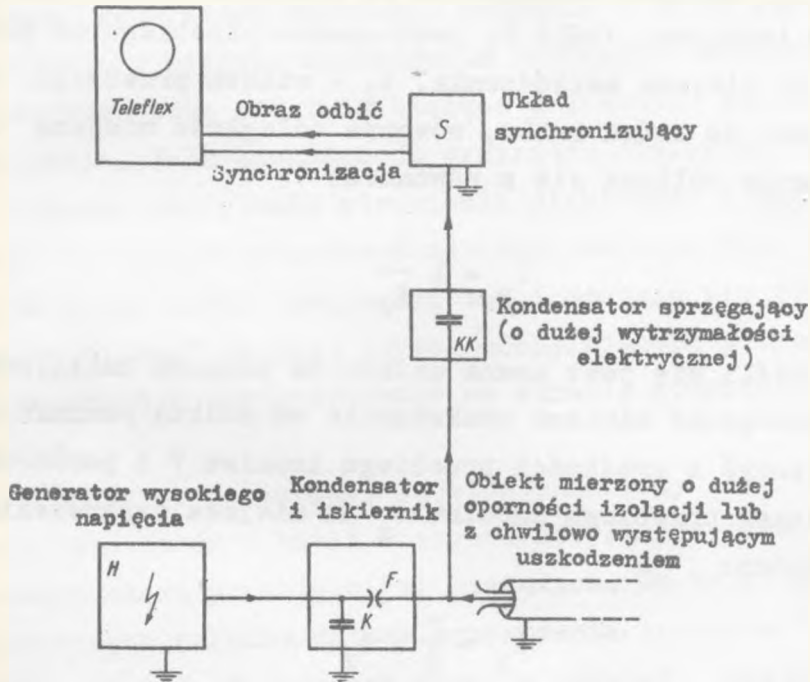 Teleflex
Obraz odbić
Synchronizacja
S
Układ
synchronizujący
KK
Kondensator sprzęgający
(o dużej wytrzymałości
elektrycznej)
Generator wysokiego
napięcia
Kondensator
i iskiernik
Obiekt mierzony o dużej
oporności izolacji lub
z chwilowo występującym
uszkodzeniem
H
F
K